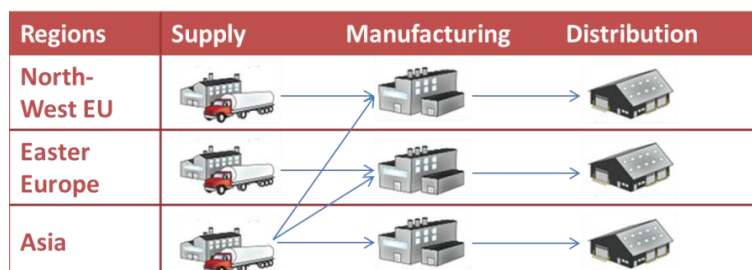 Regions Supply Manufacturing Distribution
North-
West EU
Easter
Europe
Asia